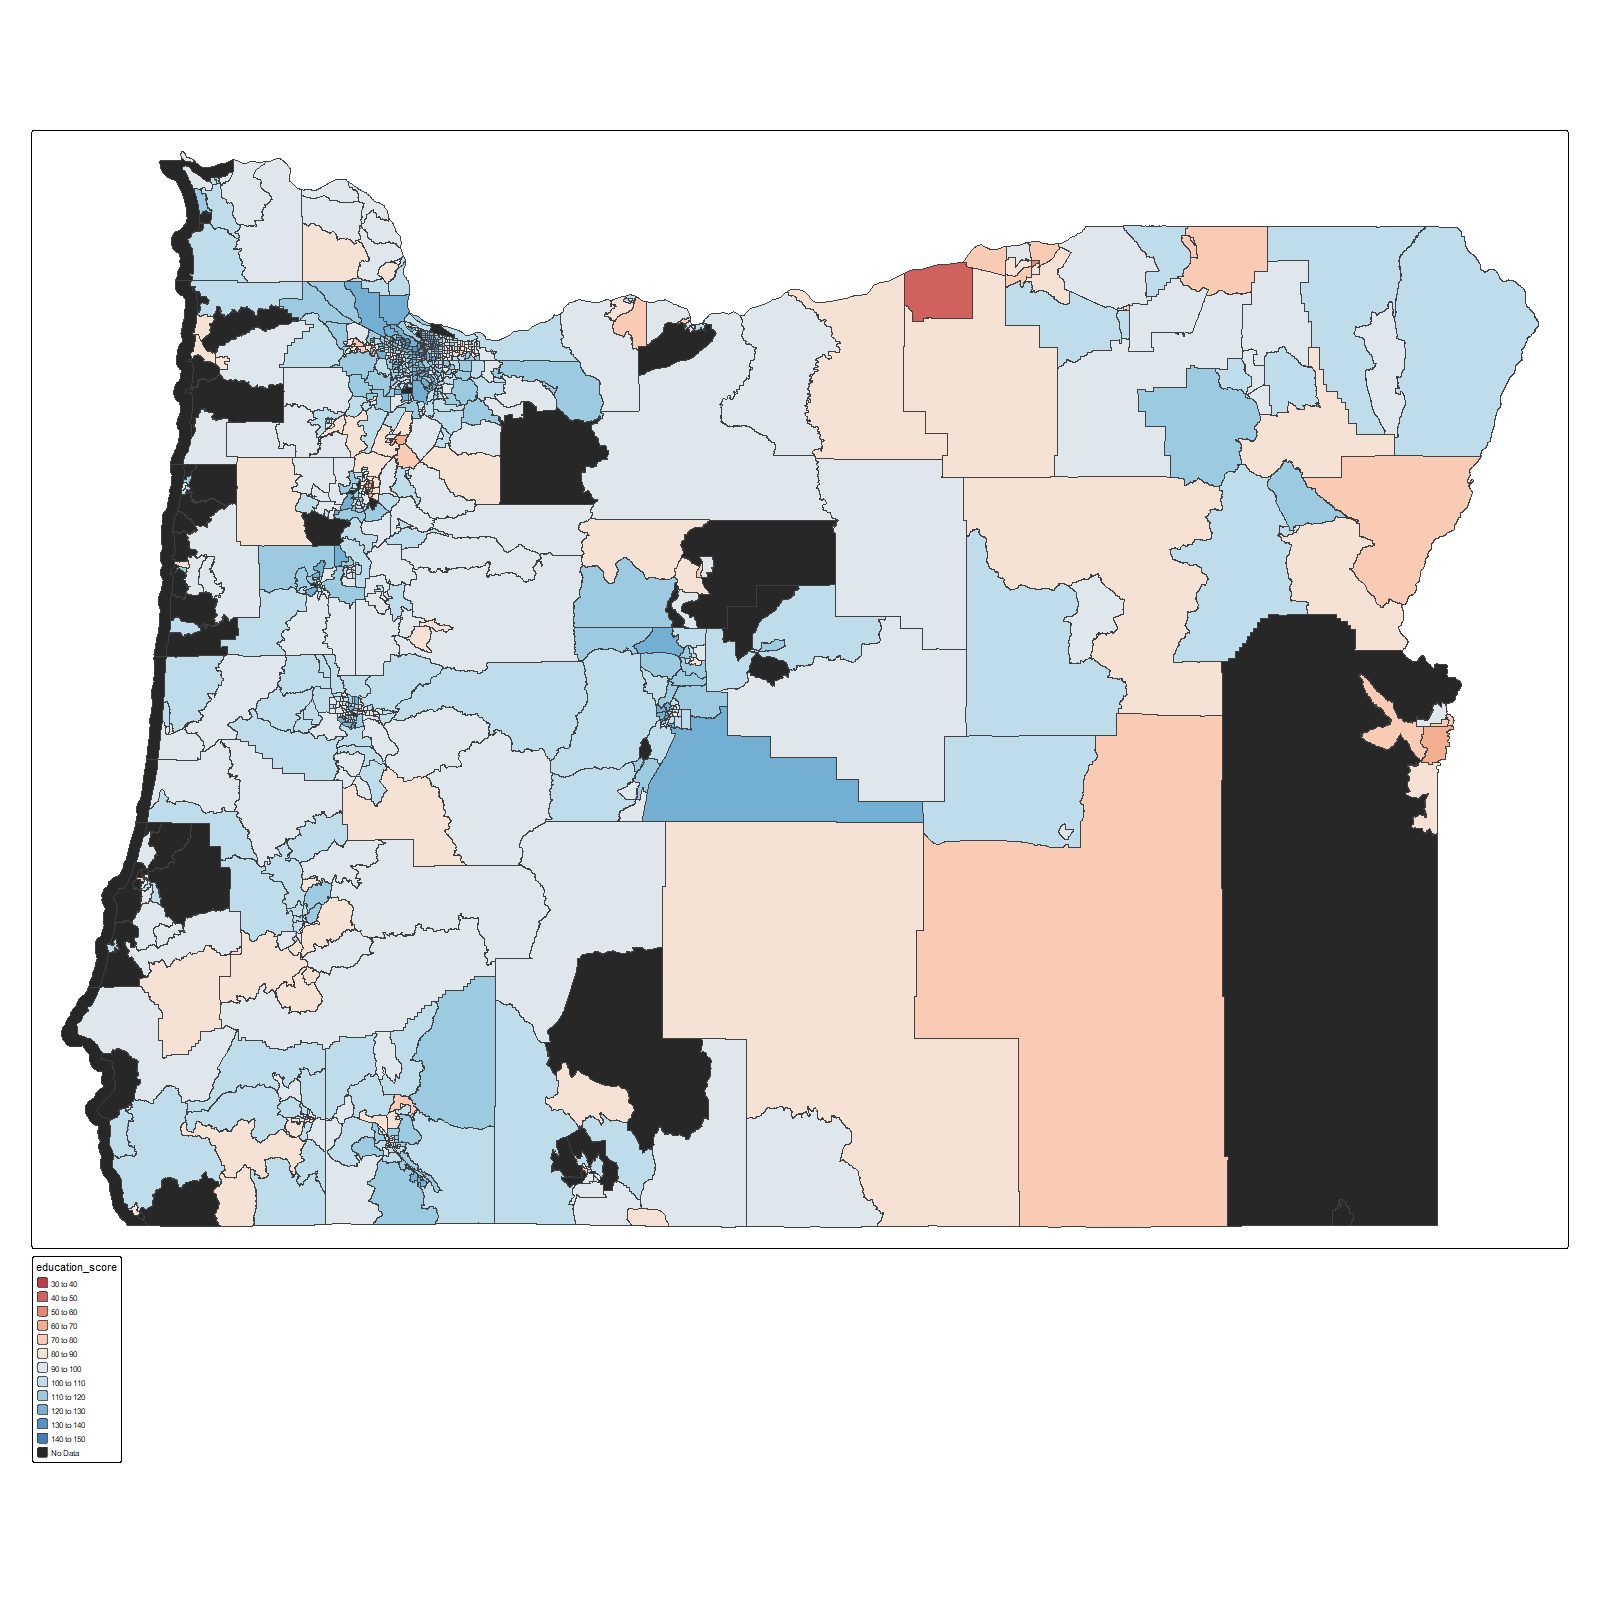 education_score
30 to 40
40 to 50
50 to 60
60 to 70
70 to 80
80 to 90
90 to 100
100 to 110
110 to 120
120 to 130
130 to 140
140 to 150
No Data